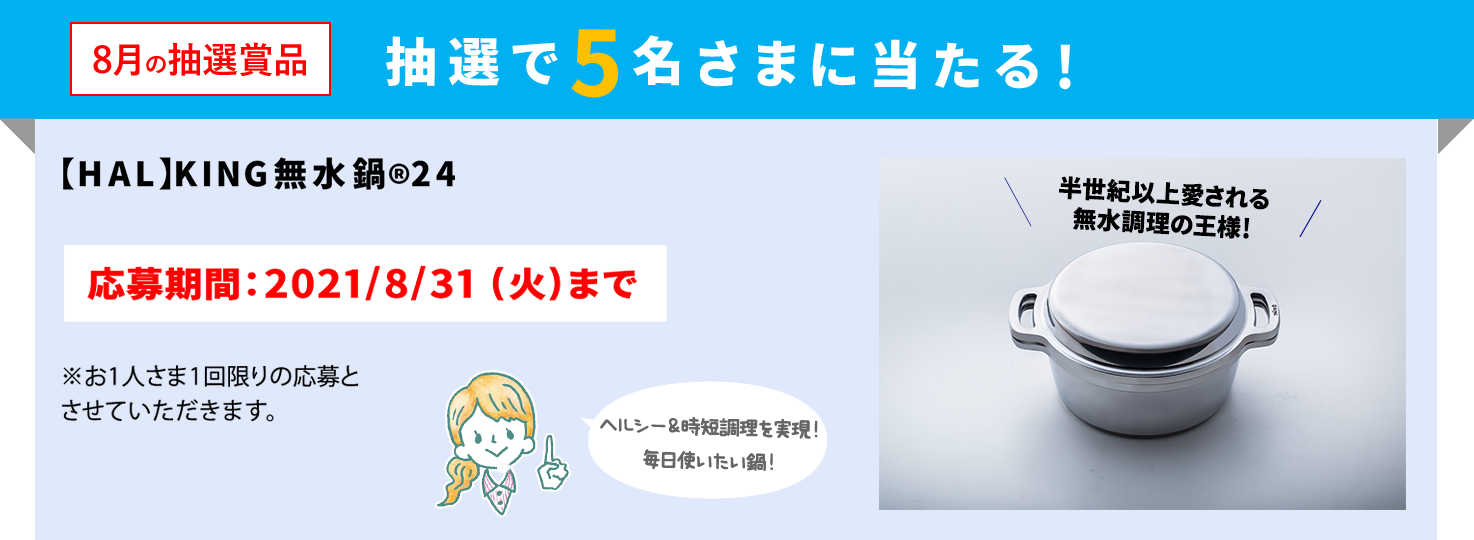 8月の抽選賞品
抽選で5名さまに当たる!
【HAL】KING無水鍋®24
応募期間：2021/8/31（火）まで
※お1人さま1回限りの応募と
させていただきます。
ヘルシー&時短調理を実現!
毎日使いたい鍋!
半世紀以上愛される
無水調理の王様!